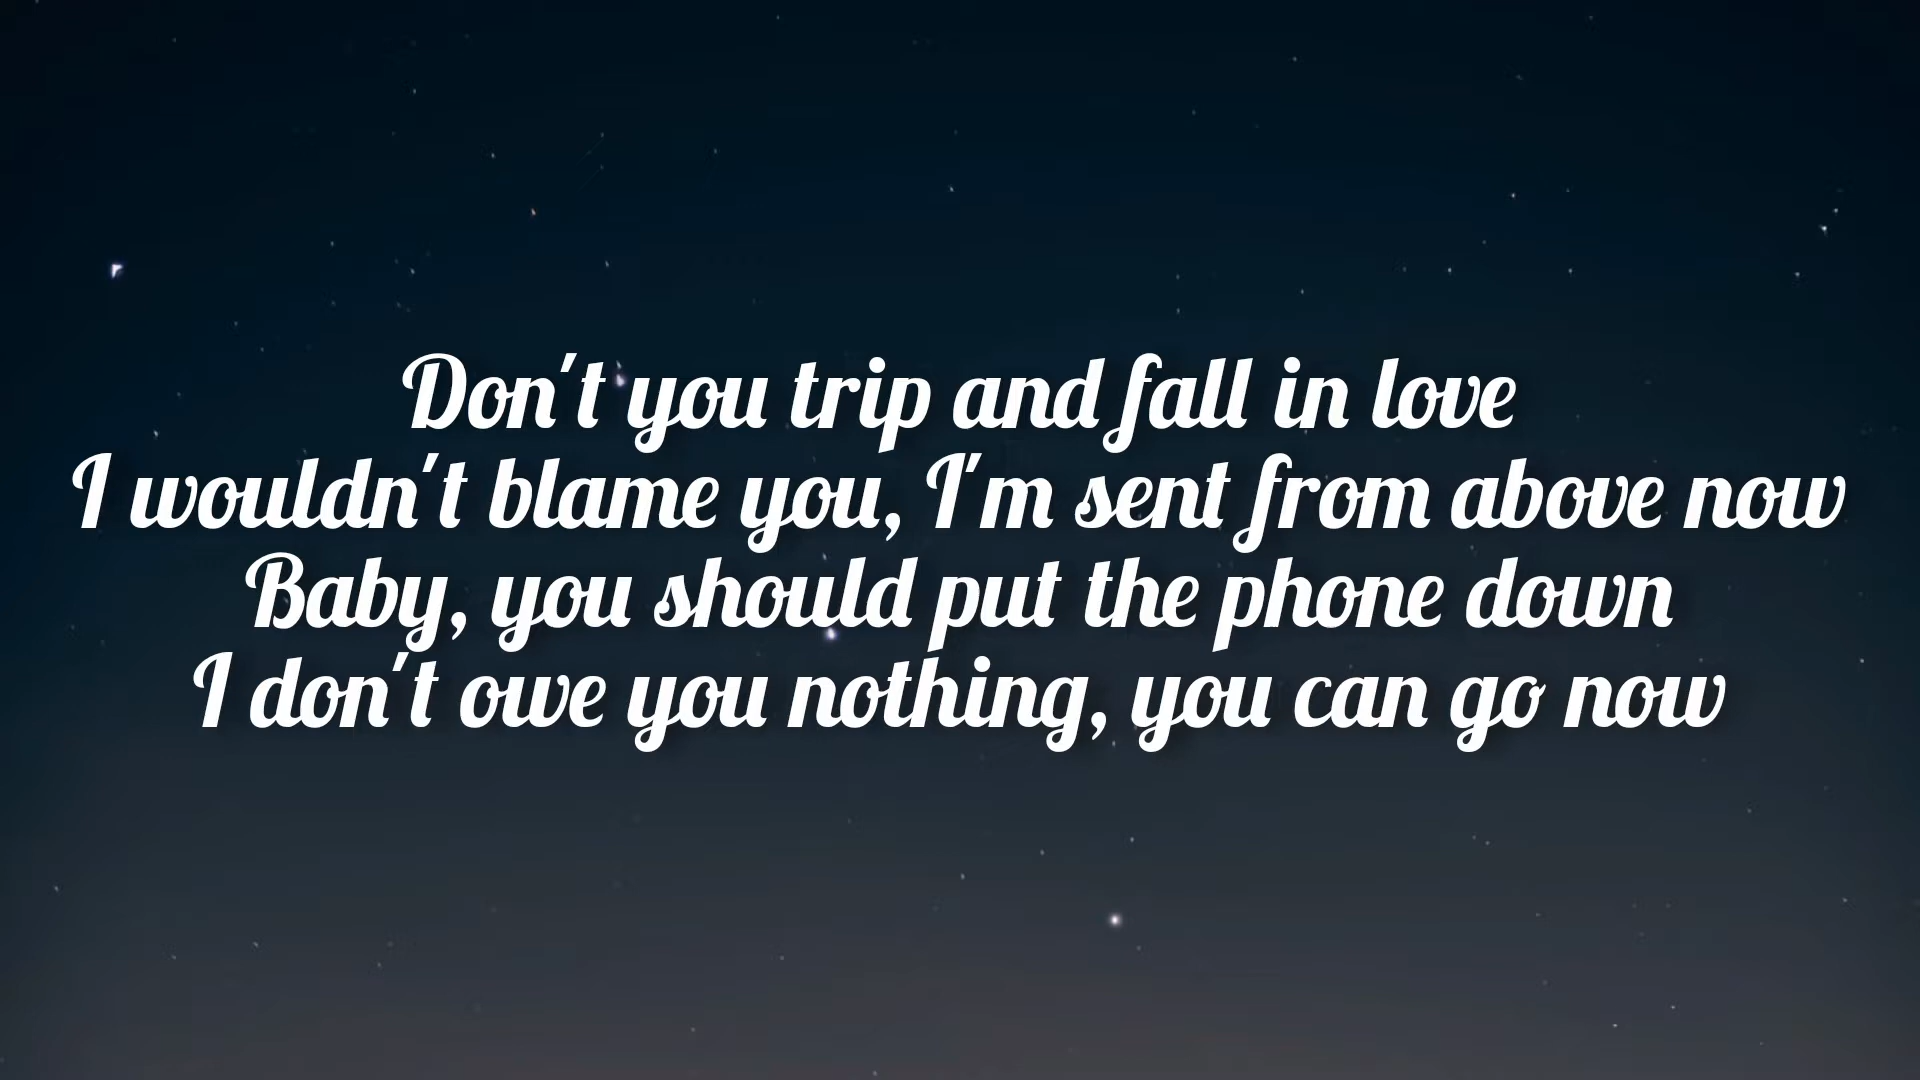 Don't you trip and fall in love
I wouldn't blame you, I'm sent from above now
Baby, you should put the phone down
I don't owe you nothing, you can go now